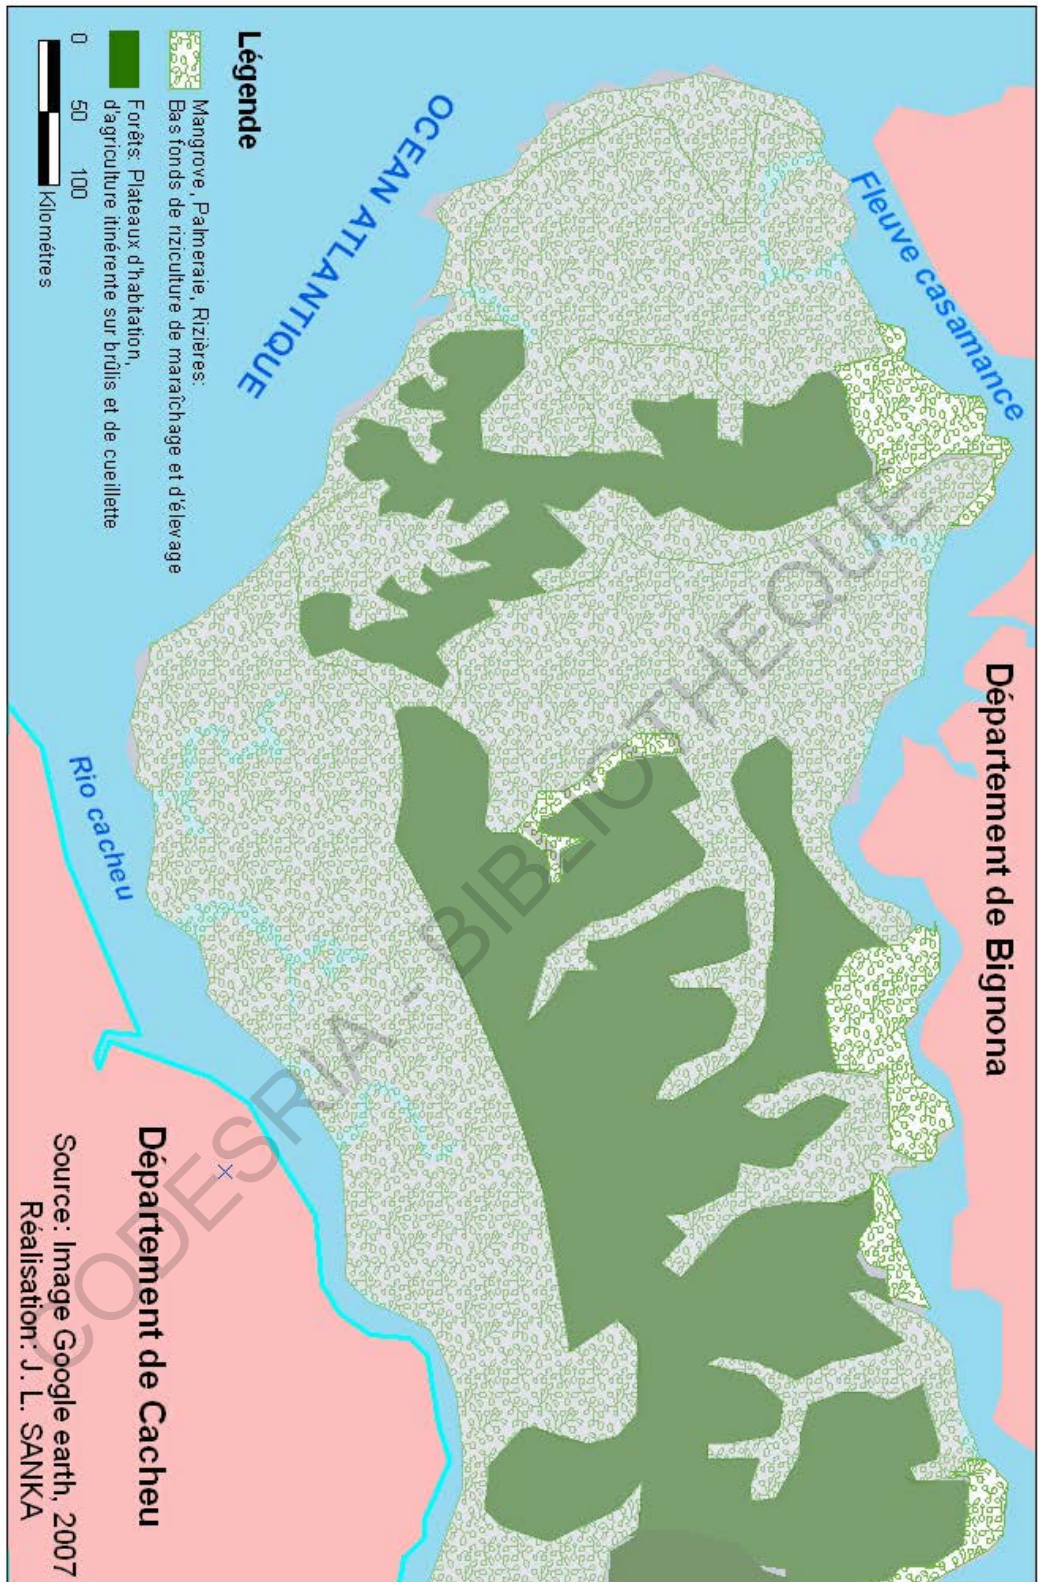 Département de Bignona
Fleuve casamance
OCEAN ATLANTIQUE
Rio cacheu
Légende
Mangrove, Palmeraie, Rizières:
Bas fonds de riziculture de maraîchage et d'élevage
Forêts: Plateaux d'habitation,
d'agriculture itinérente sur brûlis et de cueillette
0 50 100
Kilométres
Département de Cacheu
Source: Image Google earth, 2007
Réalisation: J. L. SANKA
CODESRIA - BIBLIOTHEQUE